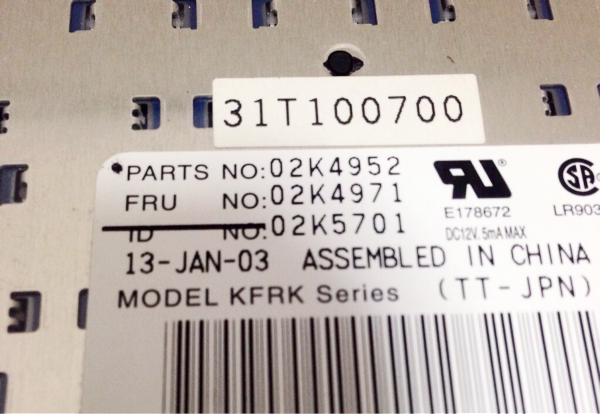 31T100700
PARTS NO:02K4952
FRU NO:02K4971
ID NO:02K5701
E178672
LR903
DC12V, 5mA MAX
13-JAN-03 ASSEMBLED IN CHINA
MODEL KFRK Series (TT-JPN)